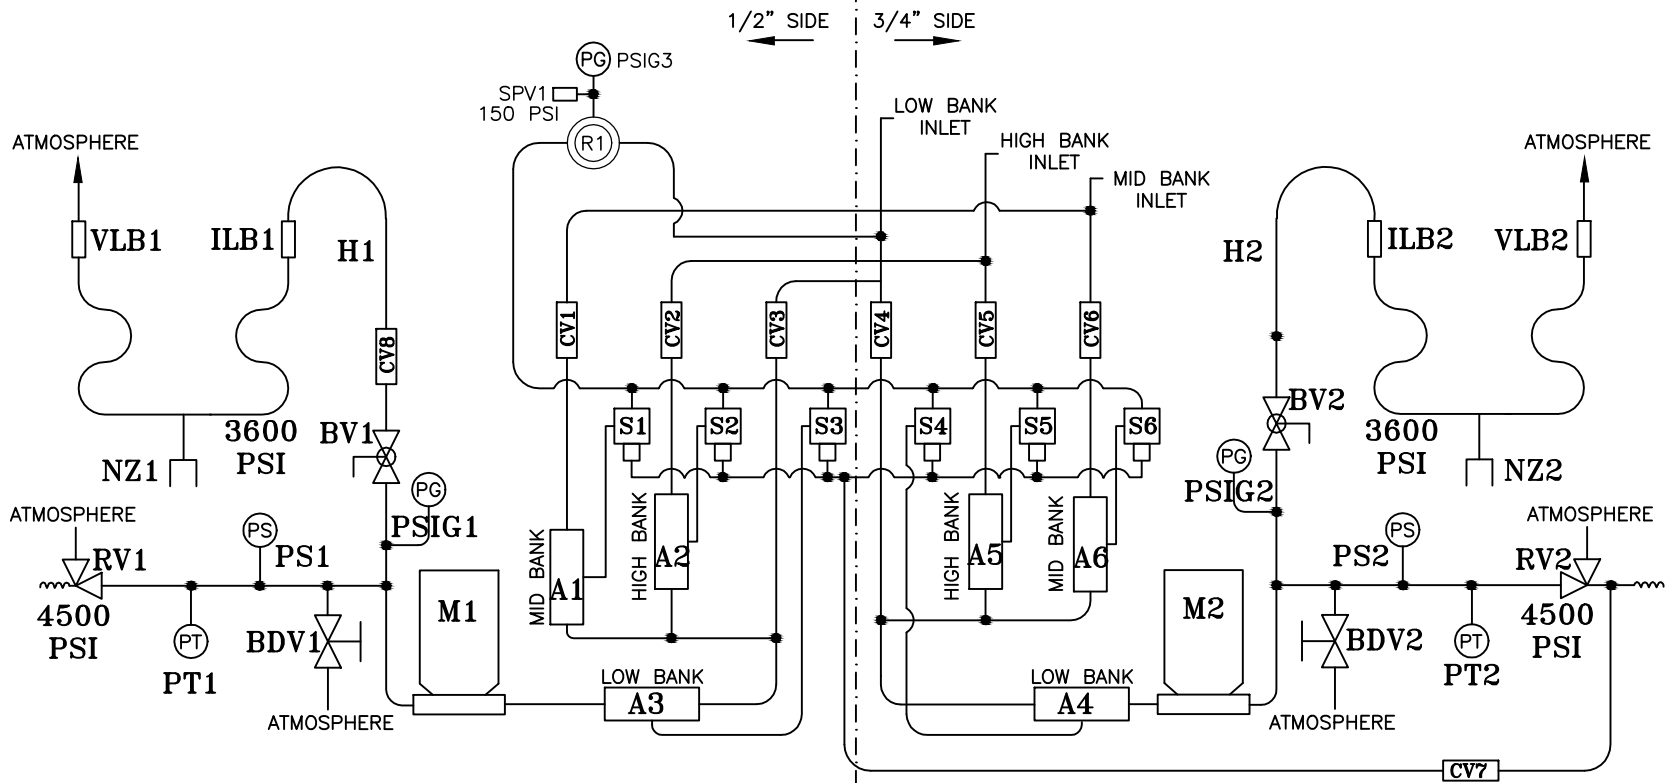 1/2" SIDE
3/4" SIDE
PG
PSIG3
SPV1
150 PSI
R1
LOW BANK
INLET
HIGH BANK
INLET
MID BANK
INLET
ATMOSPHERE
ATMOSPHERE
VLB1
ILB1
H1
H2
ILB2
VLB2
CV8
CV1
CV2
CV3
CV4
CV5
CV6
3600
PSI
BV1
S1
S2
S3
S4
S5
S6
BV2
3600
PSI
NZ1
PG
PSIG1
PG
PSIG2
NZ2
ATMOSPHERE
RV1
4500
PSI
PS
PS1
PT
PT1
BDV1
ATMOSPHERE
M1
MID BANK
A1
HIGH BANK
A2
LOW BANK
A3
HIGH BANK
A5
MID BANK
A6
LOW BANK
A4
M2
PS
PS2
ATMOSPHERE
RV2
4500
PSI
BDV2
PT
PT2
ATMOSPHERE
CV7